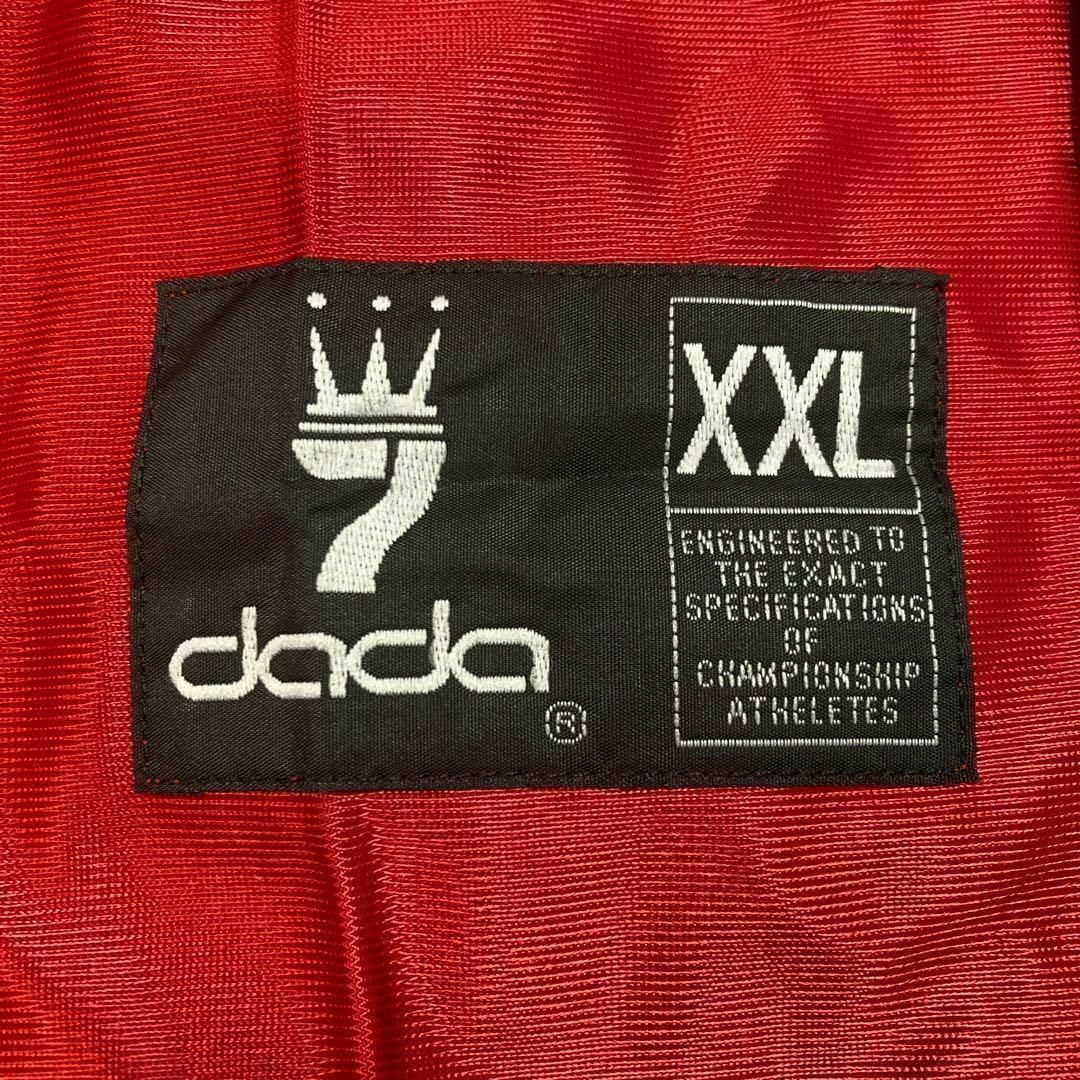 7
dada
®
XXL
ENGINEERED TO
THE EXACT
SPECIFICATIONS
OF
CHAMPIONSHIP
ATHELETES